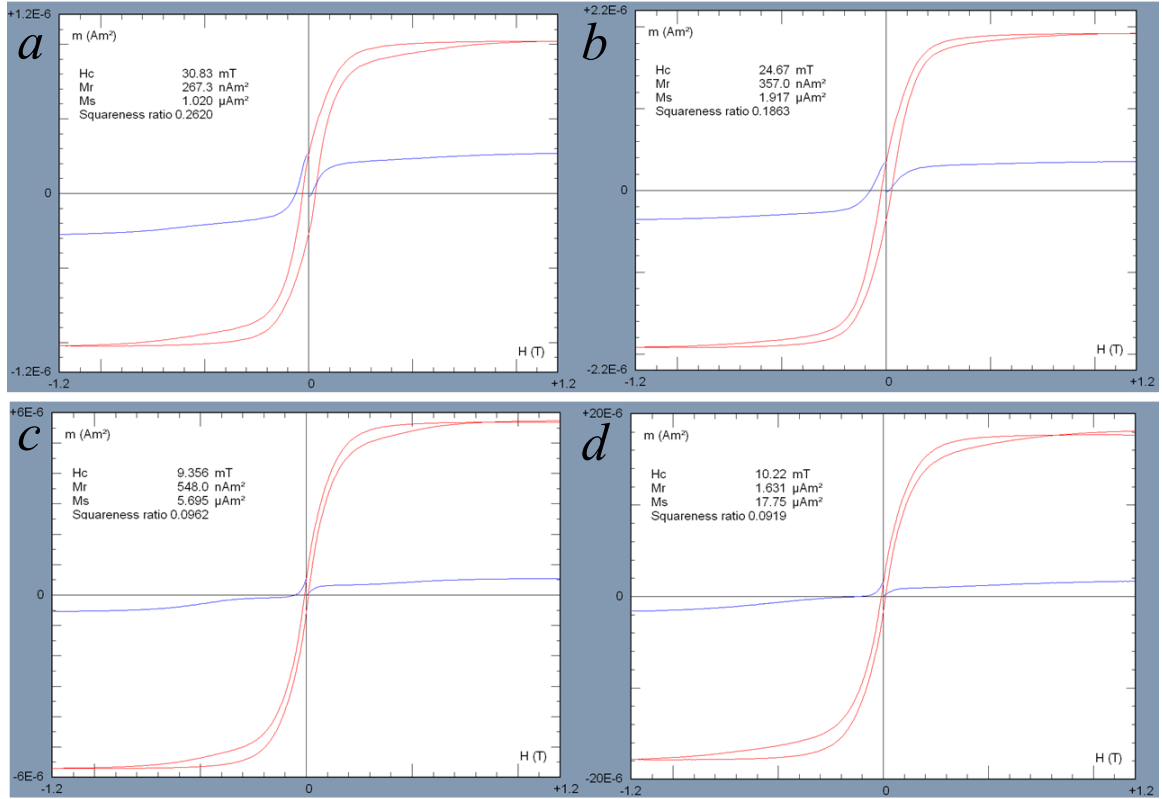 +1.2E-6
a
m (Am²)
Hc 30.83 mT
Mr 267.3 nAm²
Ms 1.020 µAm²
Squareness ratio 0.2620
0
H (T)
-1.2E-6
-1.2 0 +1.2
+2.2E-6
b
m (Am²)
Hc 24.67 mT
Mr 357.0 nAm²
Ms 1.917 µAm²
Squareness ratio 0.1863
0
H (T)
-2.2E-6
-1.2 0 +1.2
+6E-6
c
m (Am²)
Hc 9.356 mT
Mr 548.0 nAm²
Ms 5.695 µAm²
Squareness ratio 0.0962
0
H (T)
-6E-6
-1.2 0 +1.2
+20E-6
d
m (Am²)
Hc 10.22 mT
Mr 1.631 µAm²
Ms 17.75 µAm²
Squareness ratio 0.0919
0
H (T)
-20E-6
-1.2 0 +1.2